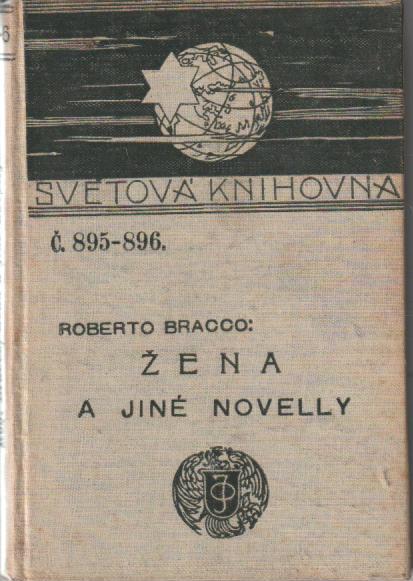 SVĚTOVÁ KNIHOVNA
Č. 895-896.
ROBERTO BRACCO:
ŽENA
A JINÉ NOVELLY